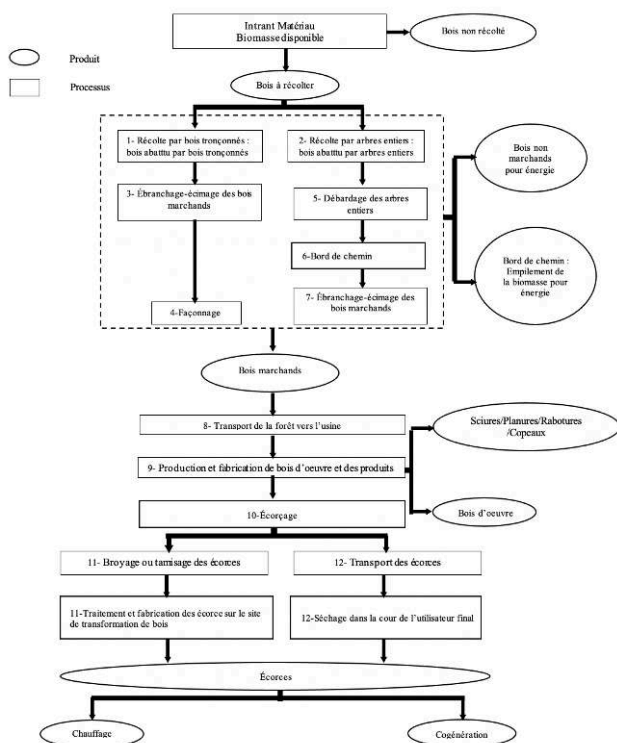 Intrant Matériau
Biomasse disponible
Bois non récolté
Produit
Processus
Bois à récolter
1- Récolte par bois tronçonnés :
bois abattu par bois tronçonnés
2- Récolte par arbres entiers :
bois abattu par arbres entiers
Bois non
marchands
pour énergie
3- Ébranchage-écimage des bois
marchands
5- Débardage des arbres
entiers
6-Bord de chemin
Bord de chemin :
Empilement de
la biomasse pour
énergie
7- Ébranchage-écimage des
bois marchands
4-Façonnage
Bois marchands
8- Transport de la forêt vers l'usine
Sciures/Planures/Rabotures
/Copeaux
9- Production et fabrication de bois d'oeuvre et des produits
10-Écorçage
Bois d'oeuvre
11- Broyage ou tamisage des écorces
12- Transport des écorces
11-Traitement et fabrication des écorce sur le site
de transformation de bois
12-Séchage dans la cour de l'utilisateur final
Écorces
Chauffage
Cogénération